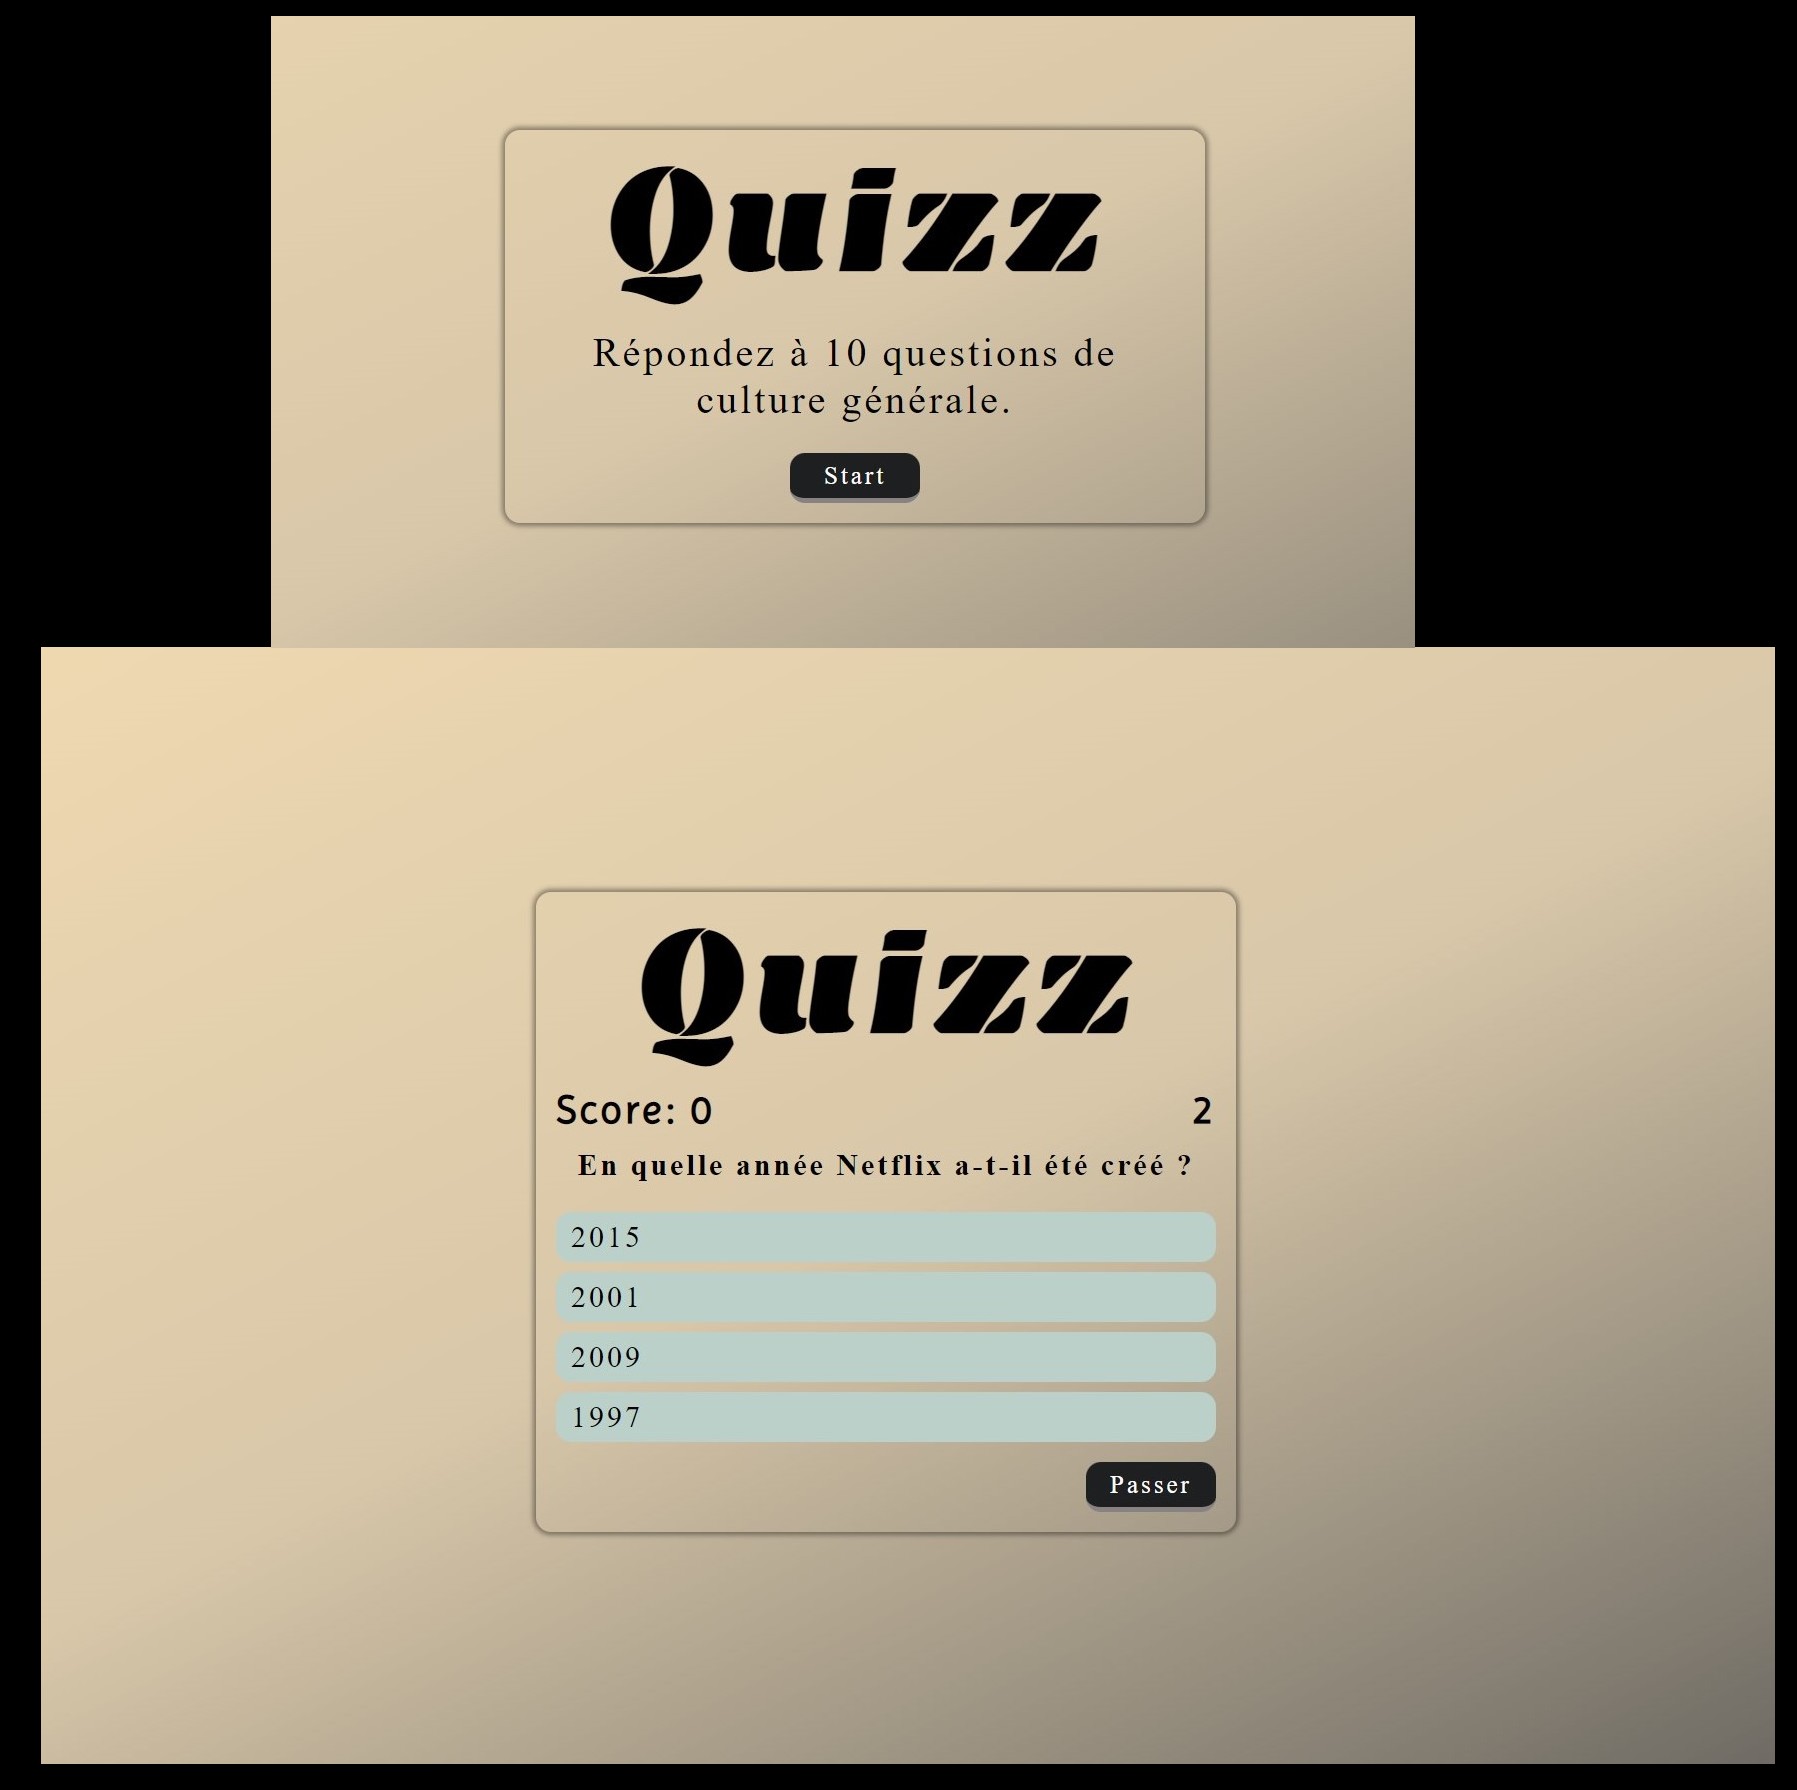 Quizz
Répondez à 10 questions de
culture générale.
Start
Quizz
Score: 0 2
En quelle année Netflix a-t-il été créé ?
2015
2001
2009
1997
Passer